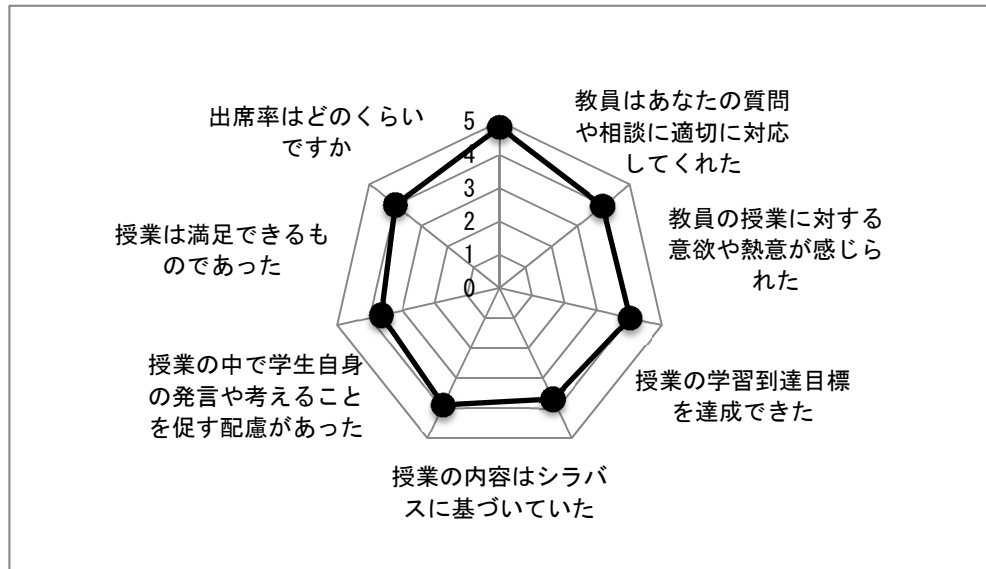 教員はあなたの質問
や相談に適切に対応
してくれた
教員の授業に対する
意欲や熱意が感じら
れた
授業の学習到達目標
を達成できた
授業の内容はシラバ
スに基づいていた
授業の中で学生自身
の発言や考えること
を促す配慮があった
授業は満足できるも
のであった
出席率はどのくらい
ですか
5
4
3
2
1
0